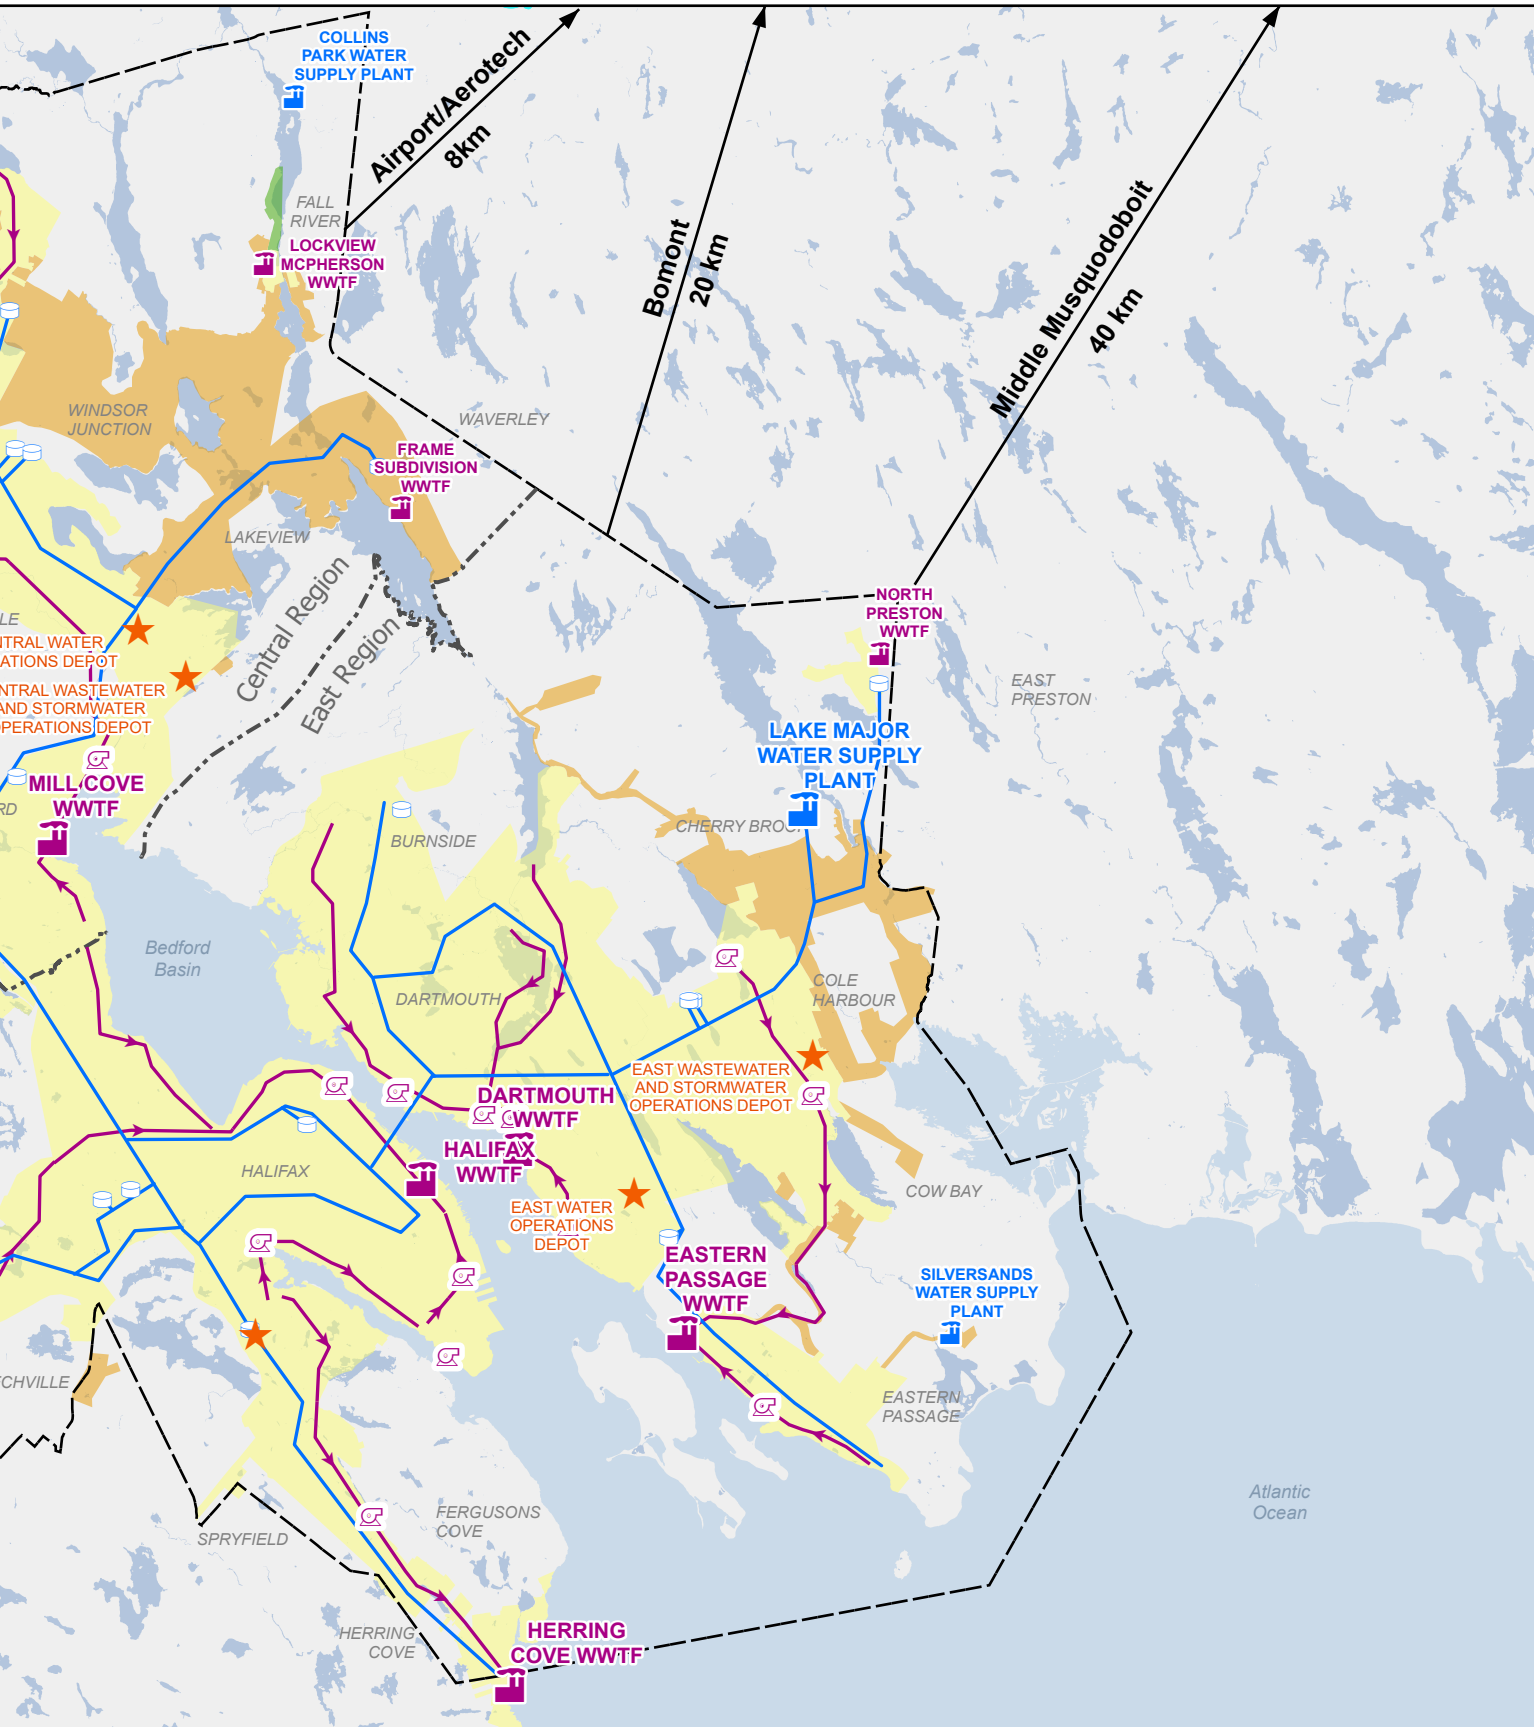 COLLINS
PARK WATER
SUPPLY PLANT
Airport/Aerotech
8km
FALL
RIVER
LOCKVIEW
MCPHERSON
WWTF
Bomont
20 km
Middle Musquodoboit
40 km
WINDSOR
JUNCTION
WAVERLEY
FRAME
SUBDIVISION
WWTF
LAKEVIEW
Central Region
East Region
NORTH
PRESTON
WWTF
LE
NTRAL WATER
ATIONS DEPOT
NTRAL WASTEWATER
AND STORMWATER
PERATIONS DEPOT
EAST
PRESTON
LAKE MAJOR
WATER SUPPLY
PLANT
MILL COVE
WWTF
RD
BURNSIDE
CHERRY BROOK
Bedford
Basin
DARTMOUTH
COLE
HARBOUR
EAST WASTEWATER
AND STORMWATER
OPERATIONS DEPOT
DARTMOUTH
WWTF
HALIFAX
WWTF
HALIFAX
COW BAY
EAST WATER
OPERATIONS
DEPOT
EASTERN
PASSAGE
WWTF
SILVERSANDS
WATER SUPPLY
PLANT
CHVILLE
EASTERN
PASSAGE
Atlantic
Ocean
FERGUSONS
COVE
SPRYFIELD
HERRING
COVE
HERRING
COVE WWTF